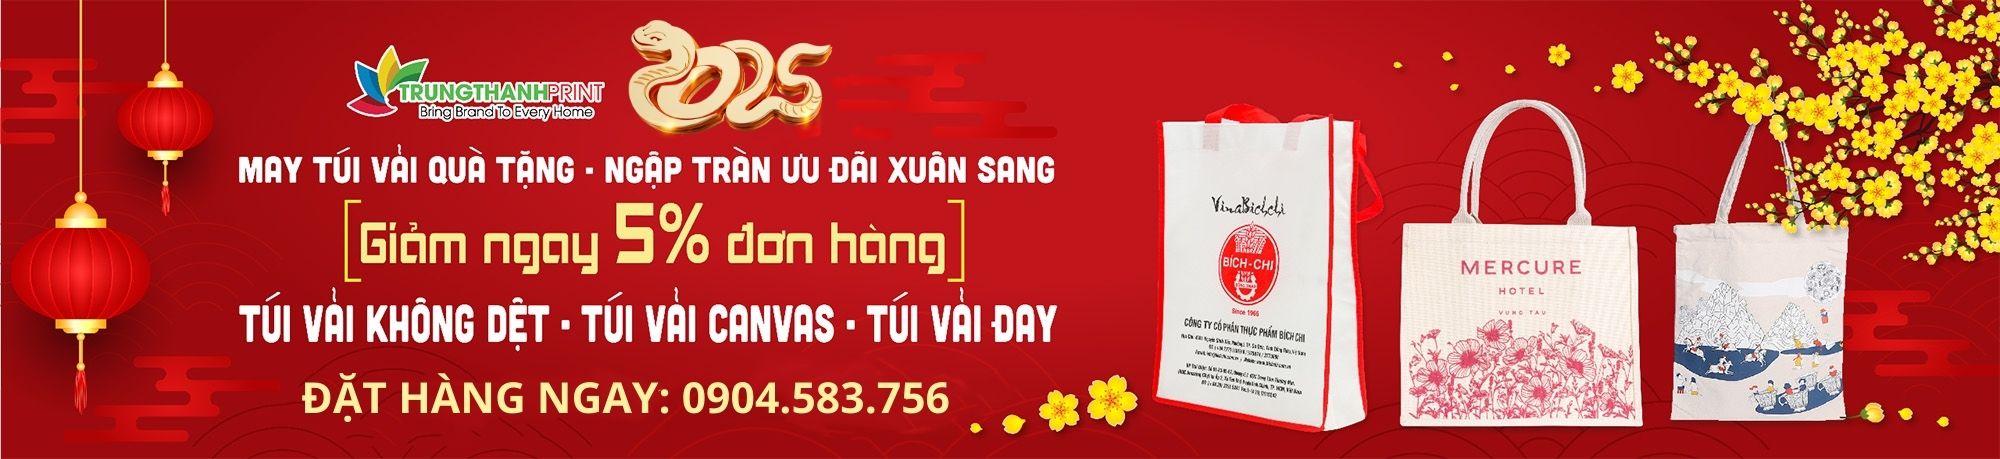 TRUNGTHANHPRINT
Bring Brand To Every Home
2025
MAY TÚI VẢI QUÀ TẶNG - NGẬP TRÀN ƯU ĐÃI XUÂN SANG
[Giảm ngay 5% đơn hàng]
TÚI VẢI KHÔNG DỆT • TÚI VẢI CANVAS • TÚI VẢI ĐAY
ĐẶT HÀNG NGAY: 0904.583.756
VinaBichchi
BÍCH - CHI
Since 1966
CÔNG TY CỔ PHẦN THỰC PHẨM BÍCH CHI
MERCURE
HOTEL
VUNG TAU